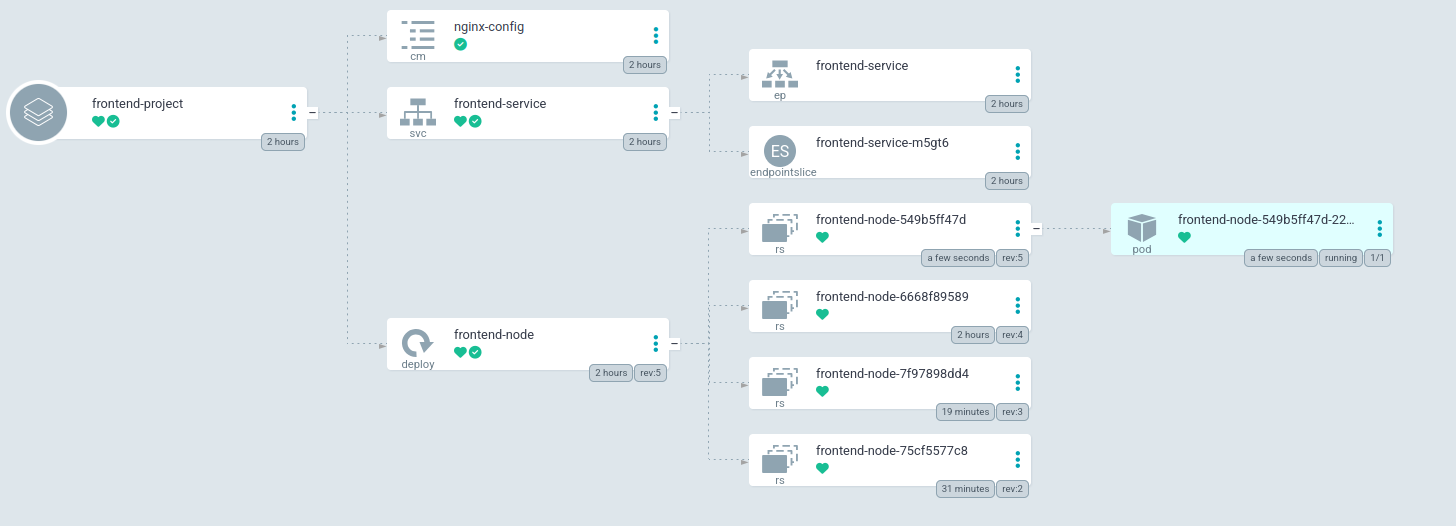 frontend-project
2 hours
nginx-config
cm
2 hours
frontend-service
svc
2 hours
frontend-node
deploy
2 hours rev:5
frontend-service
ep
2 hours
ES
frontend-service-m5gt6
endpointslice
2 hours
frontend-node-549b5ff47d
rs
a few seconds rev:5
frontend-node-6668f89589
rs
2 hours rev:4
frontend-node-7f97898dd4
rs
19 minutes rev:3
frontend-node-75cf5577c8
rs
31 minutes rev:2
frontend-node-549b5ff47d-22...
pod
a few seconds running 1/1